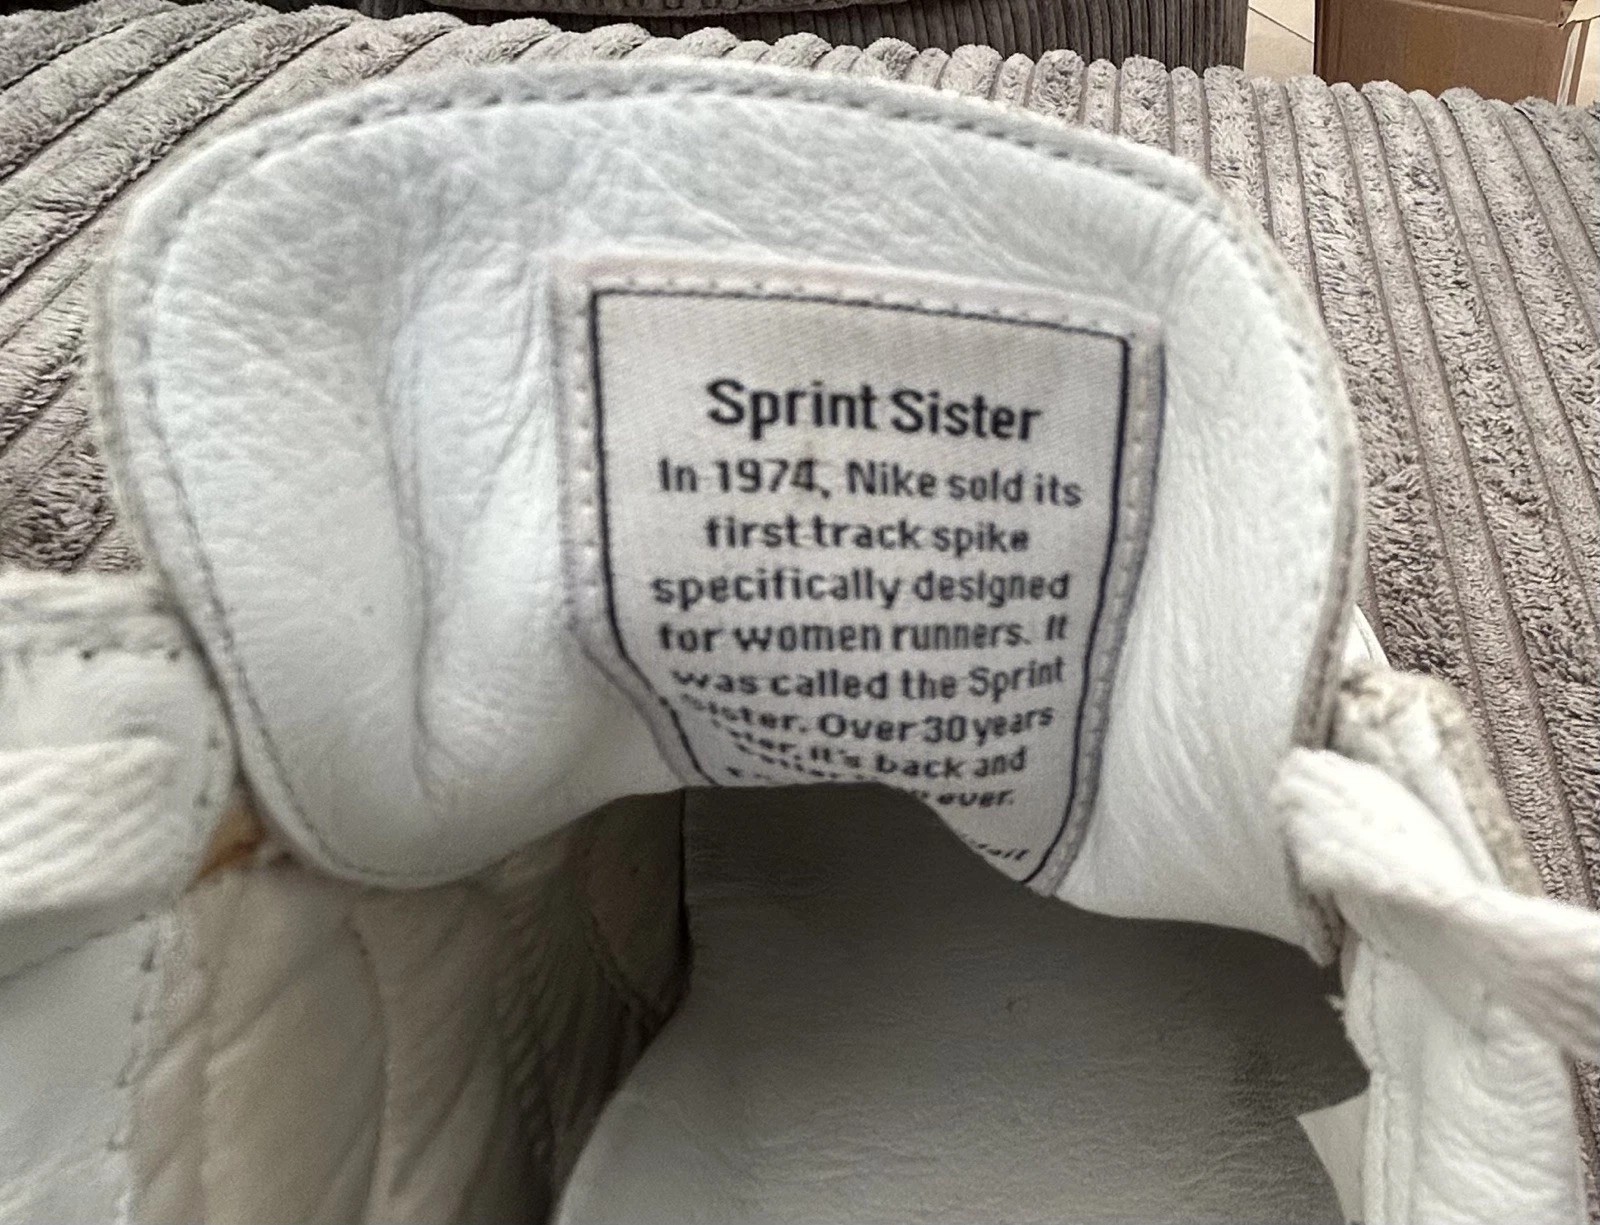 Sprint Sister
In 1974, Nike sold its
first track spike
specifically designed
for women runners. It
was called the Sprint
Sister. Over 30 years
later, it's back and
ever.